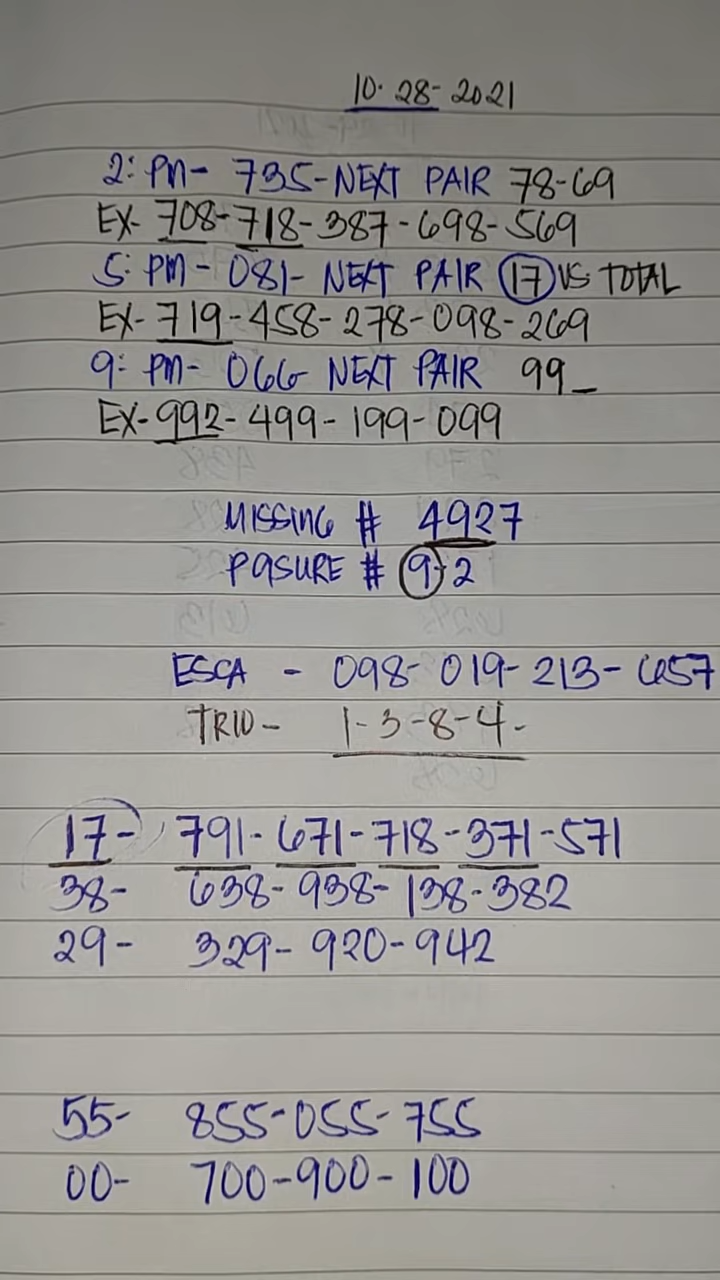 10-28-2021
2:PM- 735-NEXT PAIR 78-69
EX-708-718-387-698-569
5:PM-081-NEXT PAIR 17 VS TOTAL
EX-719-458-278-098-269
9:PM-066-NEXT PAIR 99_
EX-992-499-199-099
MISSING # 4927
PASURE # 9-2
ESCA - 098-019-213-657
TRIO- 1-3-8-4-
17- 791-671-718-371-571
38- 638-938-138-382
29- 329-920-942
55- 855-055-755
00- 700-900-100